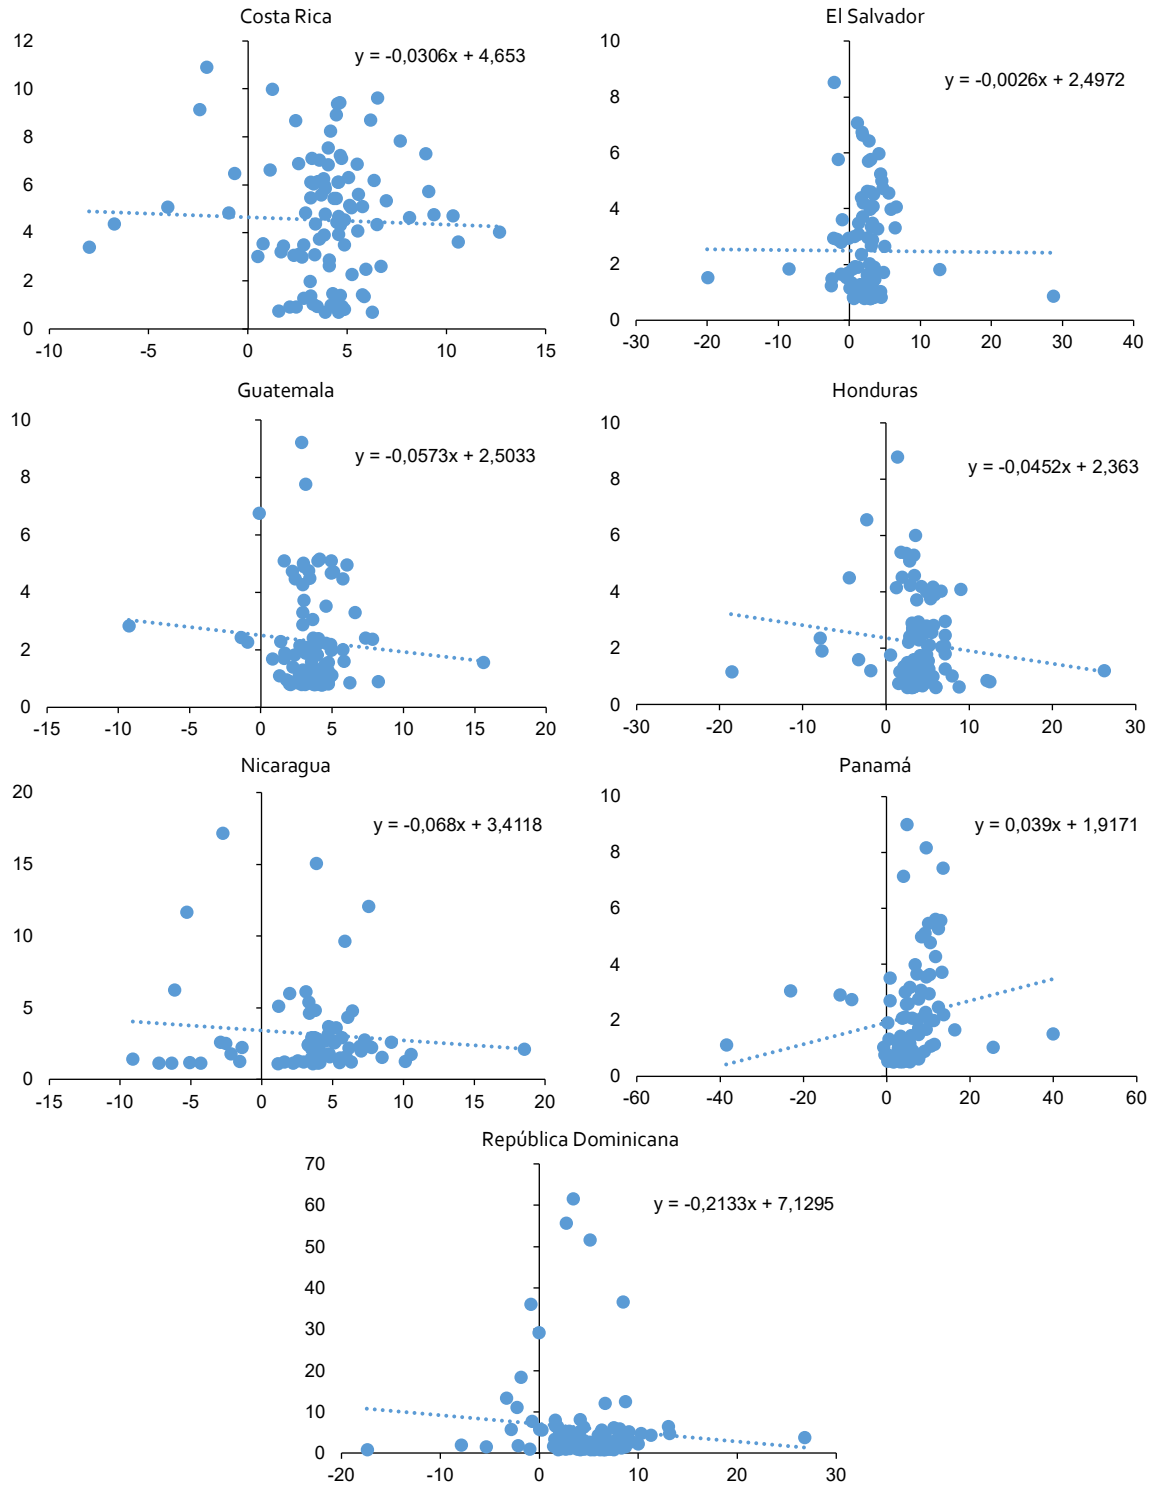 Costa Rica
y = -0,0306x + 4,653
12
10
8
6
4
2
0
-10 -5 0 5 10 15
El Salvador
y = -0,0026x + 2,4972
10
8
6
4
2
0
-30 -20 -10 0 10 20 30 40
Guatemala
y = -0,0573x + 2,5033
10
8
6
4
2
0
-15 -10 -5 0 5 10 15 20
Honduras
y = -0,0452x + 2,363
10
8
6
4
2
0
-30 -20 -10 0 10 20 30
Nicaragua
y = -0,068x + 3,4118
20
15
10
5
0
-15 -10 -5 0 5 10 15 20
Panamá
y = 0,039x + 1,9171
10
8
6
4
2
0
-60 -40 -20 0 20 40 60
República Dominicana
y = -0,2133x + 7,1295
70
60
50
40
30
20
10
0
-20 -10 0 10 20 30